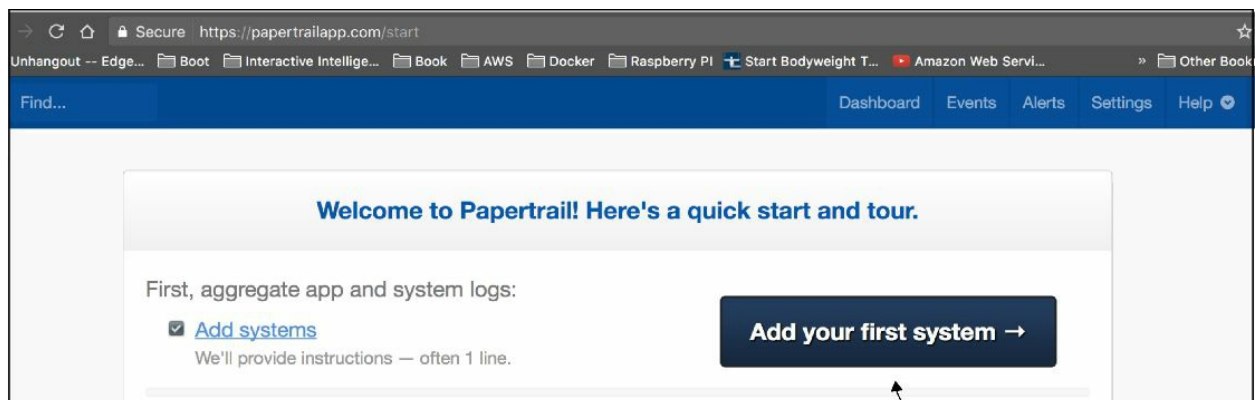 Secure https://papertrailapp.com/start
Unhangout -- Edge... Boot Interactive Intellige... Book AWS Docker Raspberry PI Start Bodyweight T... Amazon Web Servi... » Other Book
Find... Dashboard Events Alerts Settings Help
Welcome to Papertrail! Here's a quick start and tour.
First, aggregate app and system logs:
Add systems
We'll provide instructions — often 1 line.
Add your first system →